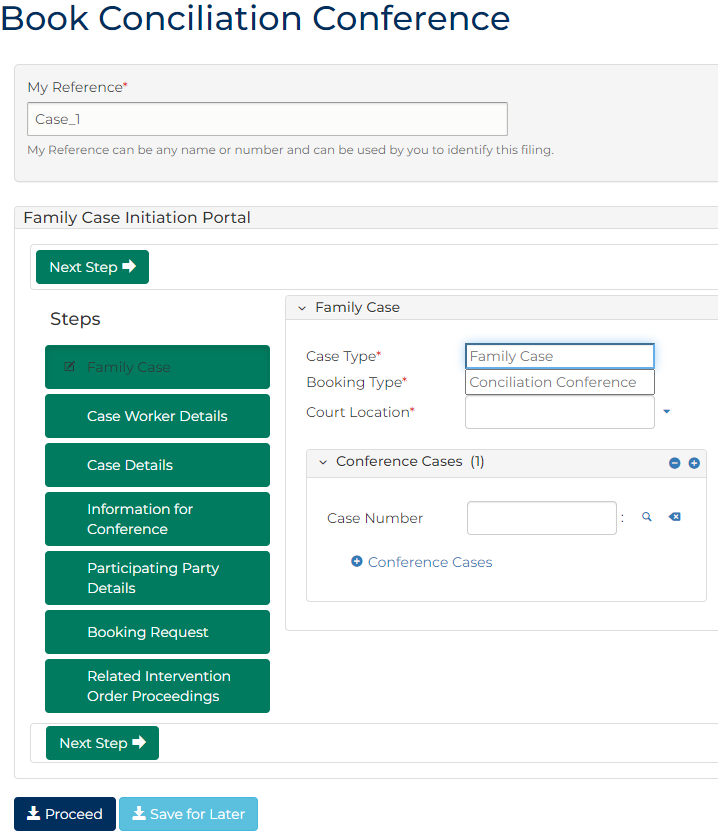 Book Conciliation Conference
My Reference*
Case_1
My Reference can be any name or number and can be used by you to identify this filing.
Family Case Initiation Portal
Next Step
Steps
Family Case
Case Worker Details
Case Details
Information for
Conference
Participating Party
Details
Booking Request
Related Intervention
Order Proceedings
Family Case
Case Type* Family Case
Booking Type* Conciliation Conference
Court Location*
Conference Cases (1)
Case Number :
Conference Cases
Next Step
Proceed
Save for Later